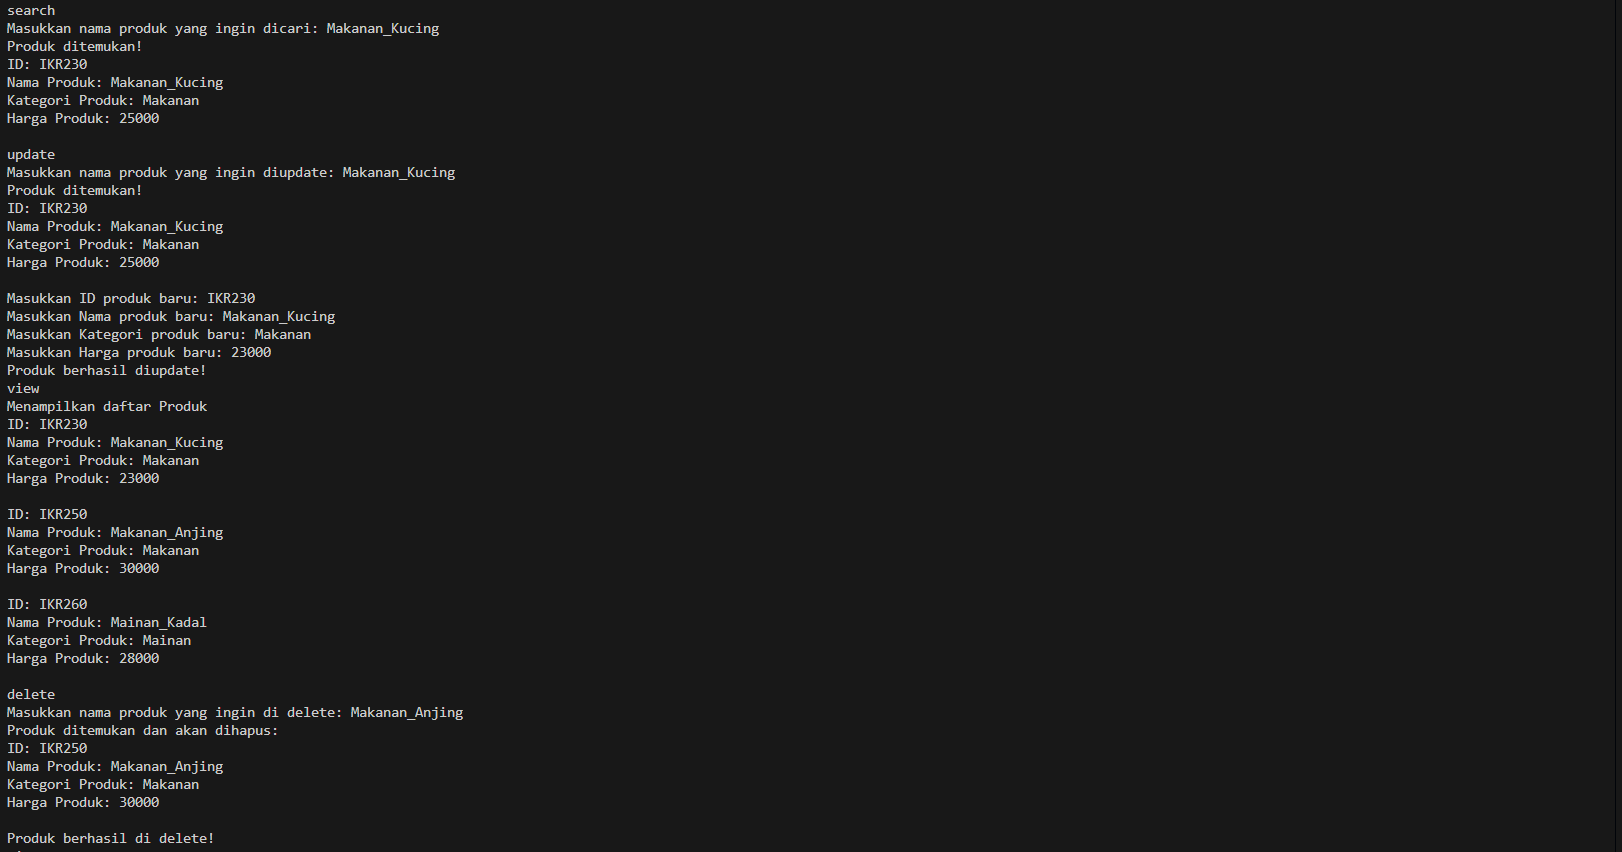 search
Masukkan nama produk yang ingin dicari: Makanan_Kucing
Produk ditemukan!
ID: IKR230
Nama Produk: Makanan_Kucing
Kategori Produk: Makanan
Harga Produk: 25000

update
Masukkan nama produk yang ingin diupdate: Makanan_Kucing
Produk ditemukan!
ID: IKR230
Nama Produk: Makanan_Kucing
Kategori Produk: Makanan
Harga Produk: 25000

Masukkan ID produk baru: IKR230
Masukkan Nama produk baru: Makanan_Kucing
Masukkan Kategori produk baru: Makanan
Masukkan Harga produk baru: 23000
Produk berhasil diupdate!
view
Menampilkan daftar Produk
ID: IKR230
Nama Produk: Makanan_Kucing
Kategori Produk: Makanan
Harga Produk: 23000

ID: IKR250
Nama Produk: Makanan_Anjing
Kategori Produk: Makanan
Harga Produk: 30000

ID: IKR260
Nama Produk: Mainan_Kadal
Kategori Produk: Mainan
Harga Produk: 28000

delete
Masukkan nama produk yang ingin di delete: Makanan_Anjing
Produk ditemukan dan akan dihapus:
ID: IKR250
Nama Produk: Makanan_Anjing
Kategori Produk: Makanan
Harga Produk: 30000

Produk berhasil di delete!